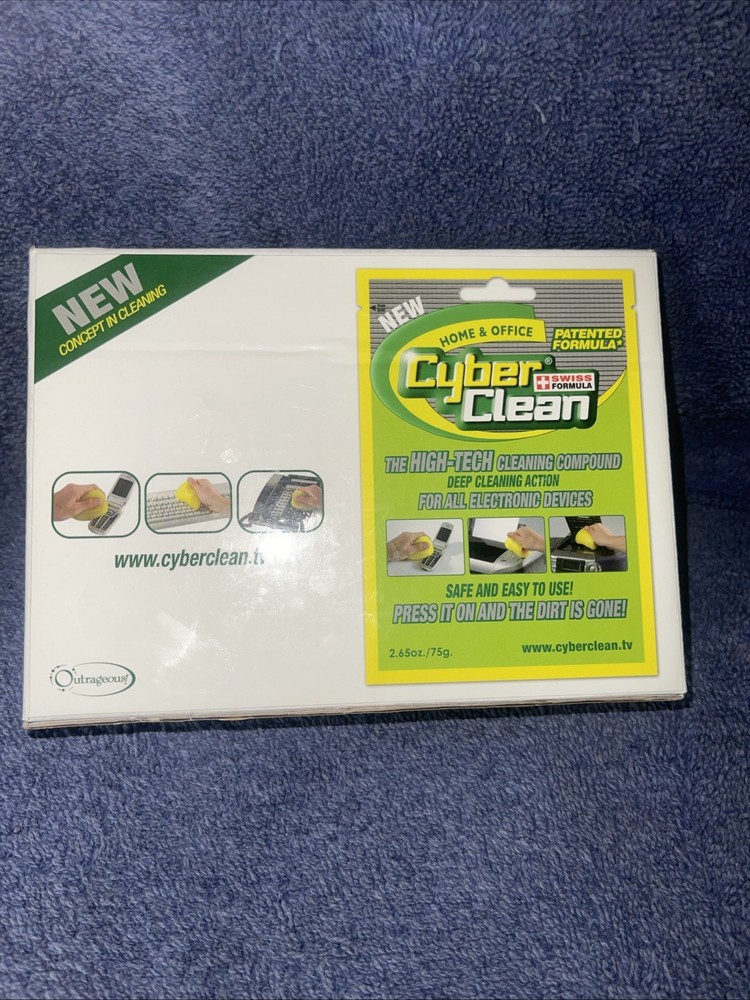 NEW
CONCEPT IN CLEANING
www.cyberclean.tv
Outrageous!
NEW
HOME & OFFICE
PATENTED
FORMULA*
Cyber®
Clean
SWISS
FORMULA
THE HIGH-TECH CLEANING COMPOUND
DEEP CLEANING ACTION
FOR ALL ELECTRONIC DEVICES
SAFE AND EASY TO USE!
PRESS IT ON AND THE DIRT IS GONE!
2.65oz./75g.
www.cyberclean.tv